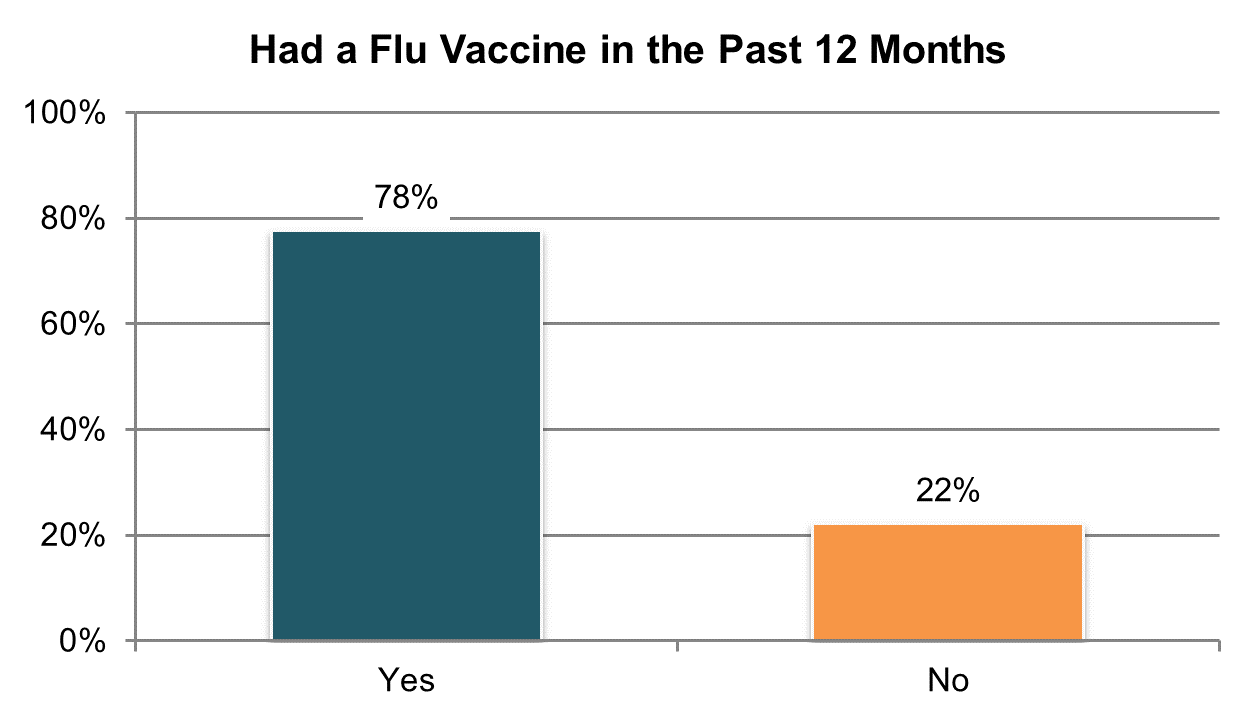 Had a Flu Vaccine in the Past 12 Months
100%
80%
60%
40%
20%
0%
78%
22%
Yes
No